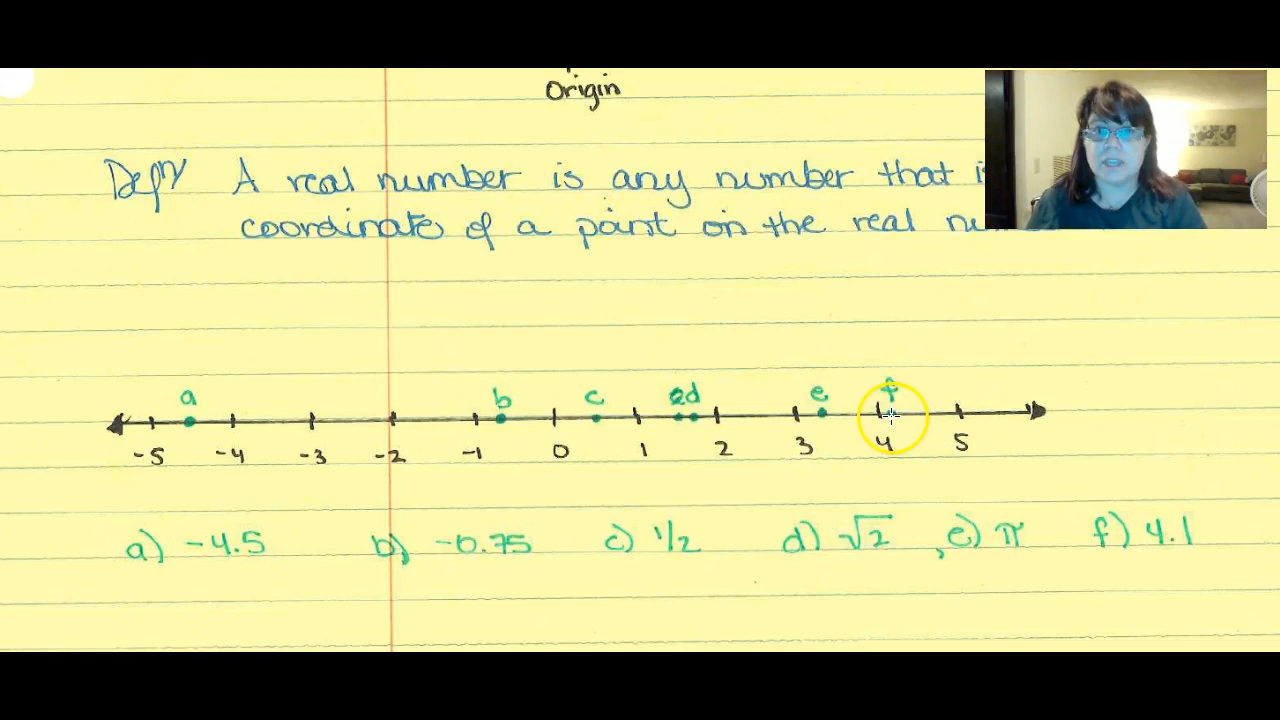 Origin
Defn A real number is any number that i
coordinate of a point on the real nu
a b c d e f
-5 -4 -3 -2 -1 0 1 2 3 4 5
a) -4.5 b) -0.75 c) 1/2 d) √2 , e) π f) 4.1